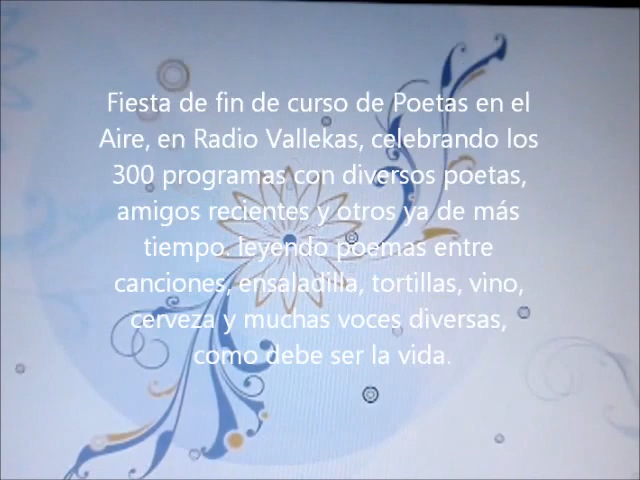 Fiesta de fin de curso de Poetas en el
Aire, en Radio Vallekas, celebrando los
300 programas con diversos poetas,
amigos recientes y otros ya de más
tiempo. leyendo poemas entre
canciones, ensaladilla, tortillas, vino,
cerveza y muchas voces diversas,
como debe ser la vida.